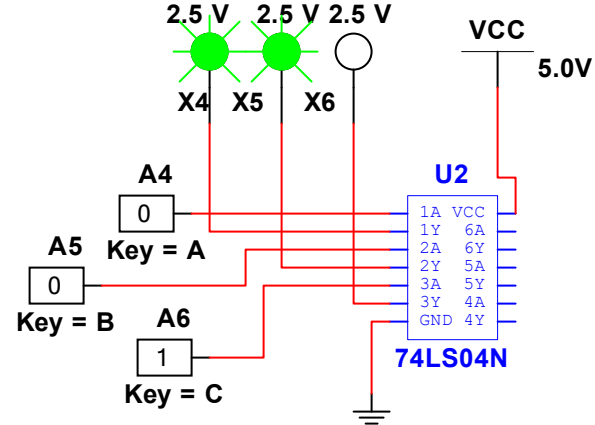 2.5 V 2.5 V 2.5 V
VCC
5.0V
X4 X5 X6
A4
U2
0
Key = A
1A VCC
1Y 6A
2A 6Y
2Y 5A
3A 5Y
3Y 4A
GND 4Y
A5
0
Key = B
A6
1
Key = C
74LS04N